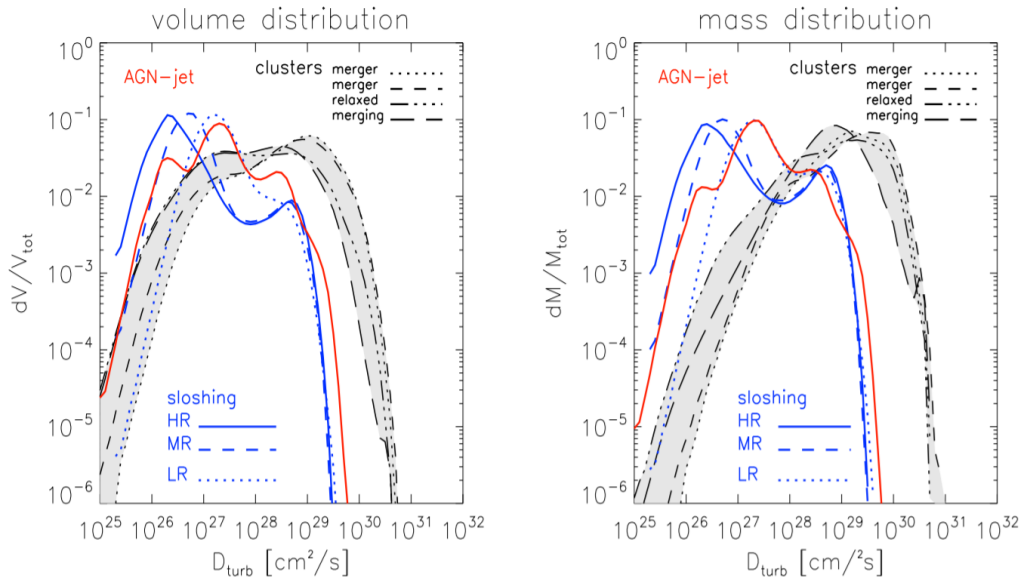 volume distribution
10^0
10^-1
10^-2
10^-3
10^-4
10^-5
10^-6
dV/V_tot
AGN-jet
clusters
merger
merger
relaxed
merging
sloshing
HR
MR
LR
10^25 10^26 10^27 10^28 10^29 10^30 10^31 10^32
D_turb [cm²/s]
mass distribution
10^0
10^-1
10^-2
10^-3
10^-4
10^-5
10^-6
dM/M_tot
AGN-jet
clusters
merger
merger
relaxed
merging
sloshing
HR
MR
LR
10^25 10^26 10^27 10^28 10^29 10^30 10^31 10^32
D_turb [cm/²s]